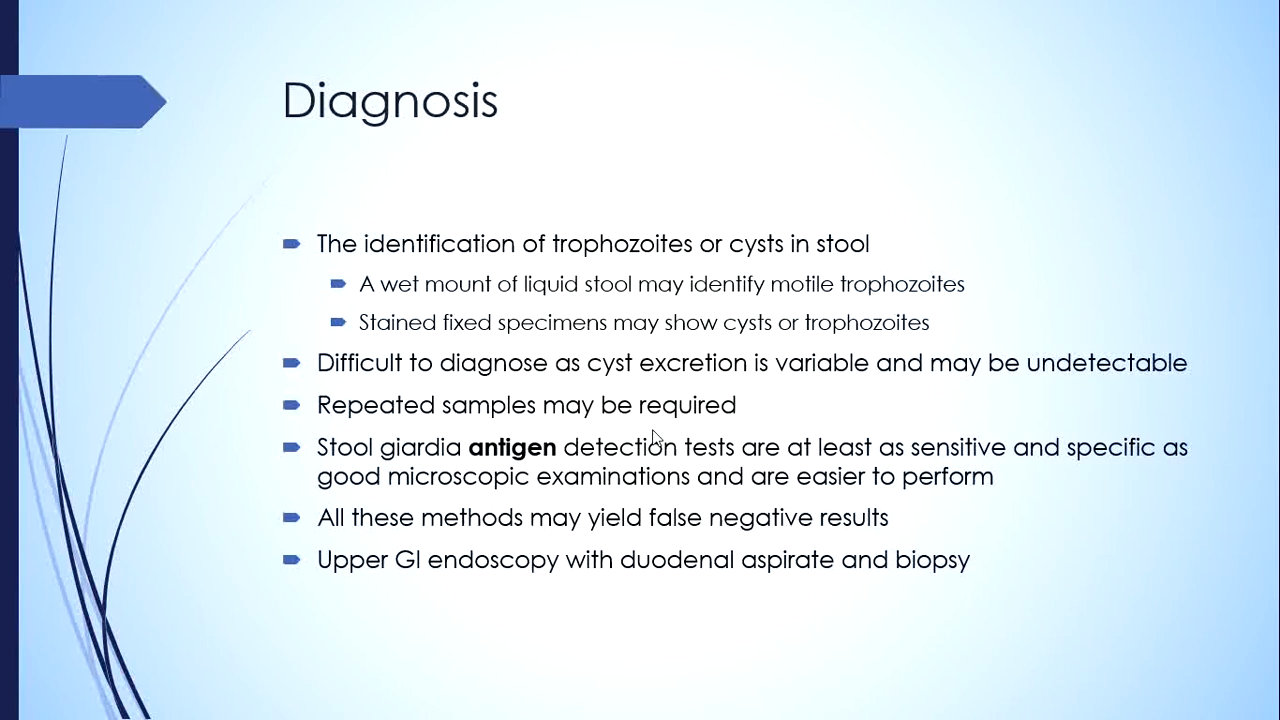 Diagnosis
The identification of trophozoites or cysts in stool
A wet mount of liquid stool may identify motile trophozoites
Stained fixed specimens may show cysts or trophozoites
Difficult to diagnose as cyst excretion is variable and may be undetectable
Repeated samples may be required
Stool giardia antigen detection tests are at least as sensitive and specific as
good microscopic examinations and are easier to perform
All these methods may yield false negative results
Upper GI endoscopy with duodenal aspirate and biopsy